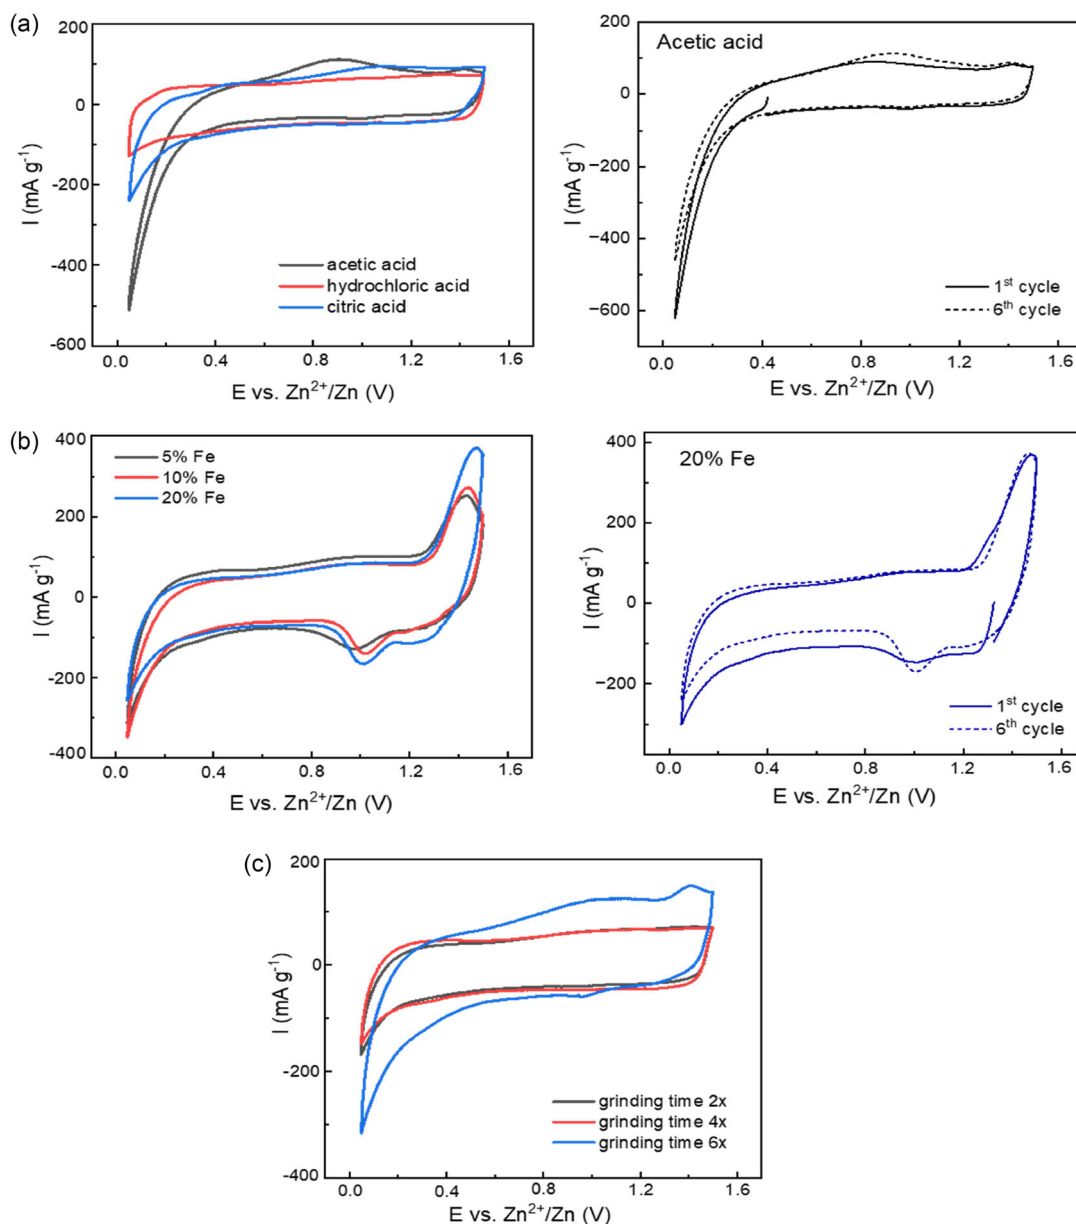 (a)
200
0
-200
-400
-600
I (mA g⁻¹)
acetic acid
hydrochloric acid
citric acid
0.0 0.4 0.8 1.2 1.6
E vs. Zn²⁺/Zn (V)
Acetic acid
200
0
−200
−400
−600
I (mA g⁻¹)
1ˢᵗ cycle
6ᵗʰ cycle
0.0 0.4 0.8 1.2 1.6
E vs. Zn²⁺/Zn (V)
(b)
400
200
0
-200
-400
I (mA g⁻¹)
5% Fe
10% Fe
20% Fe
0.0 0.4 0.8 1.2 1.6
E vs. Zn²⁺/Zn (V)
20% Fe
400
200
0
−200
I (mA g⁻¹)
1ˢᵗ cycle
6ᵗʰ cycle
0.0 0.4 0.8 1.2 1.6
E vs. Zn²⁺/Zn (V)
(c)
200
0
-200
-400
I (mA g⁻¹)
grinding time 2x
grinding time 4x
grinding time 6x
0.0 0.4 0.8 1.2 1.6
E vs. Zn²⁺/Zn (V)